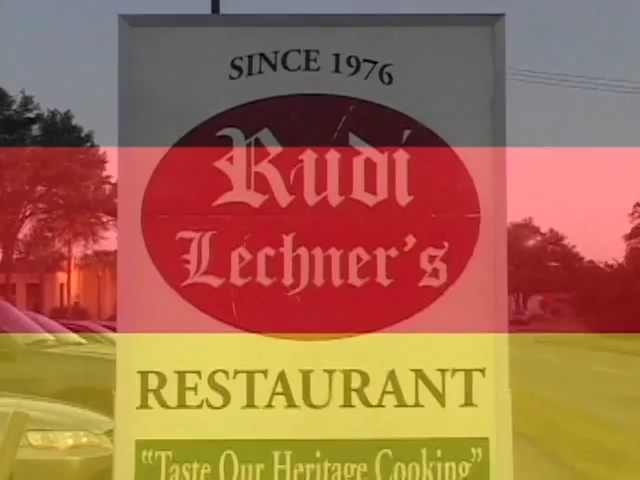 SINCE 1976
Rudi
Lechner's
RESTAURANT
"Taste Our Heritage Cooking"